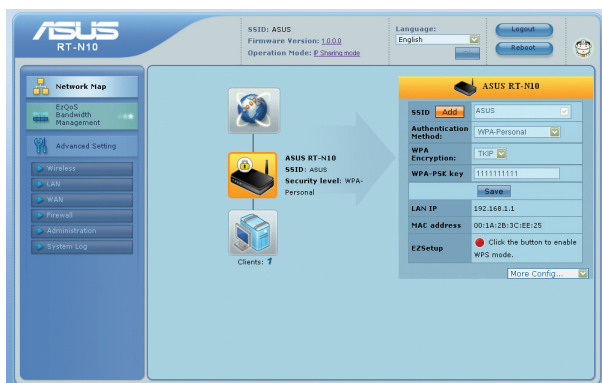 ASUS
RT-N10
SSID: ASUS
Firmware Version: 1.0.0.0
Operation Mode: IP Sharing mode
Language:
English
Logout
Reboot
Network Map
EzQoS
Bandwidth
Management
Advanced Setting
Wireless
LAN
WAN
Firewall
Administration
System Log
ASUS RT-N10
SSID: ASUS
Security level: WPA-
Personal
Clients: 1
ASUS RT-N10
SSID Add ASUS
Authentication
Method: WPA-Personal
WPA
Encryption: TKIP
WPA-PSK key 1111111111
Save
LAN IP 192.168.1.1
MAC address 00:1A:2B:3C:EE:25
EZSetup Click the button to enable
WPS mode.
More Config...